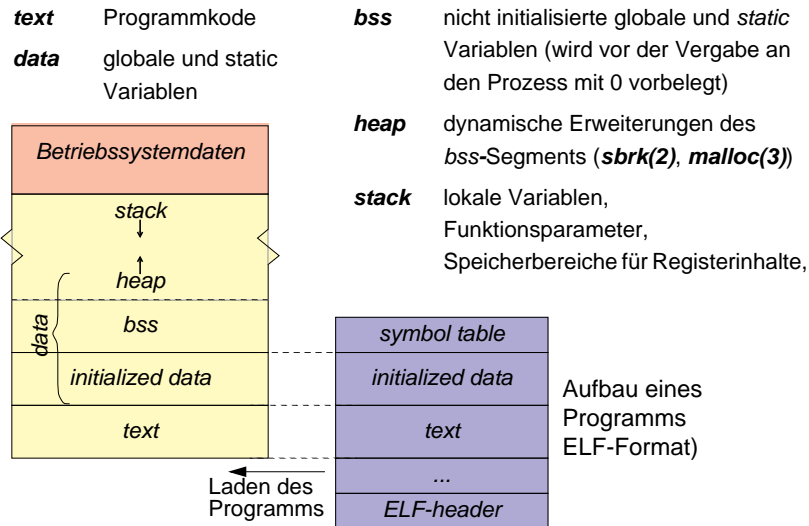 text Programmkode
data globale und static
Variablen
bss nicht initialisierte globale und static
Variablen (wird vor der Vergabe an
den Prozess mit 0 vorbelegt)
heap dynamische Erweiterungen des
bss-Segments (sbrk(2), malloc(3))
stack lokale Variablen,
Funktionsparameter,
Speicherbereiche für Registerinhalte,
Betriebssystemdaten
stack
heap
data
bss
initialized data
text
symbol table
initialized data
text
...
ELF-header
Aufbau eines
Programms
ELF-Format)
Laden des
Programms